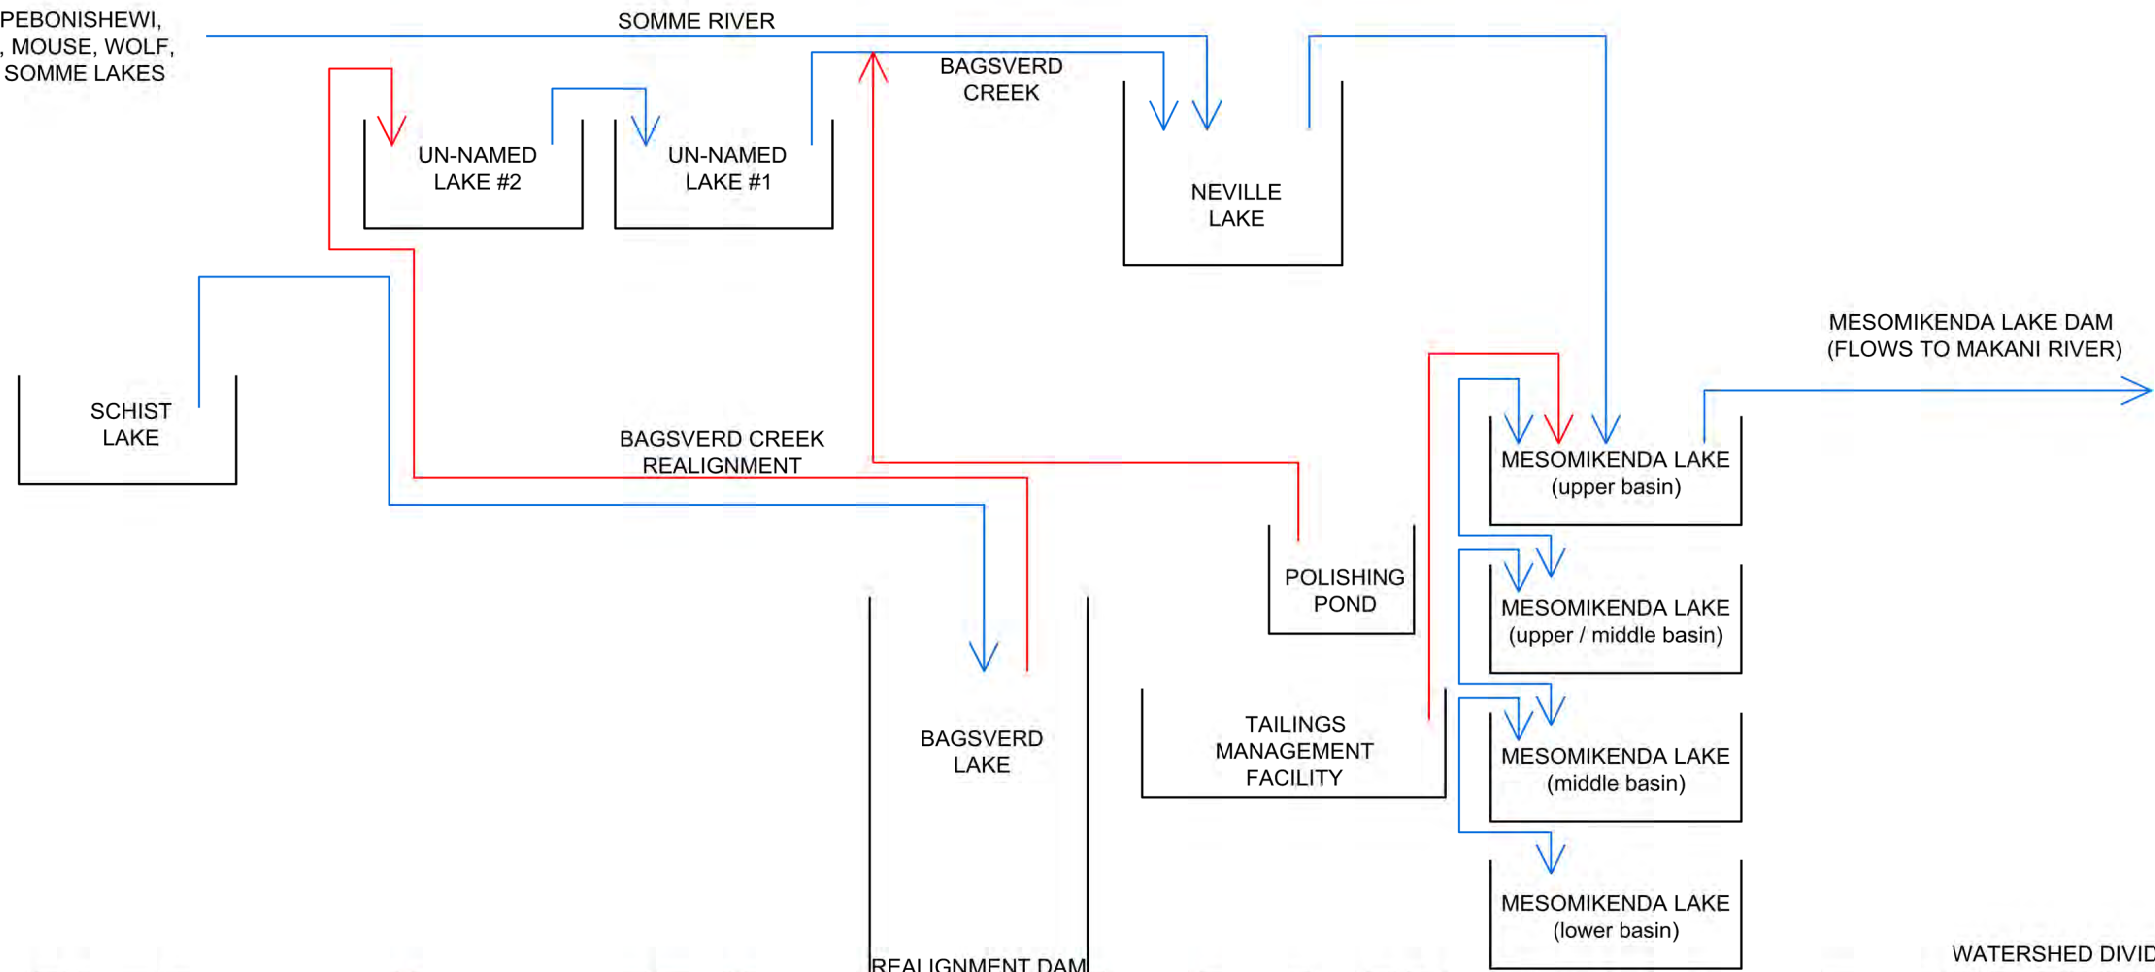 PEBONISHEWI,
, MOUSE, WOLF,
SOMME LAKES
SOMME RIVER
BAGSVERD
CREEK
UN-NAMED
LAKE #2
UN-NAMED
LAKE #1
NEVILLE
LAKE
MESOMIKENDA LAKE DAM
(FLOWS TO MAKANI RIVER)
SCHIST
LAKE
BAGSVERD CREEK
REALIGNMENT
MESOMIKENDA LAKE
(upper basin)
POLISHING
POND
MESOMIKENDA LAKE
(upper / middle basin)
BAGSVERD
LAKE
TAILINGS
MANAGEMENT
FACILITY
MESOMIKENDA LAKE
(middle basin)
MESOMIKENDA LAKE
(lower basin)
REALIGNMENT DAM
WATERSHED DIVID